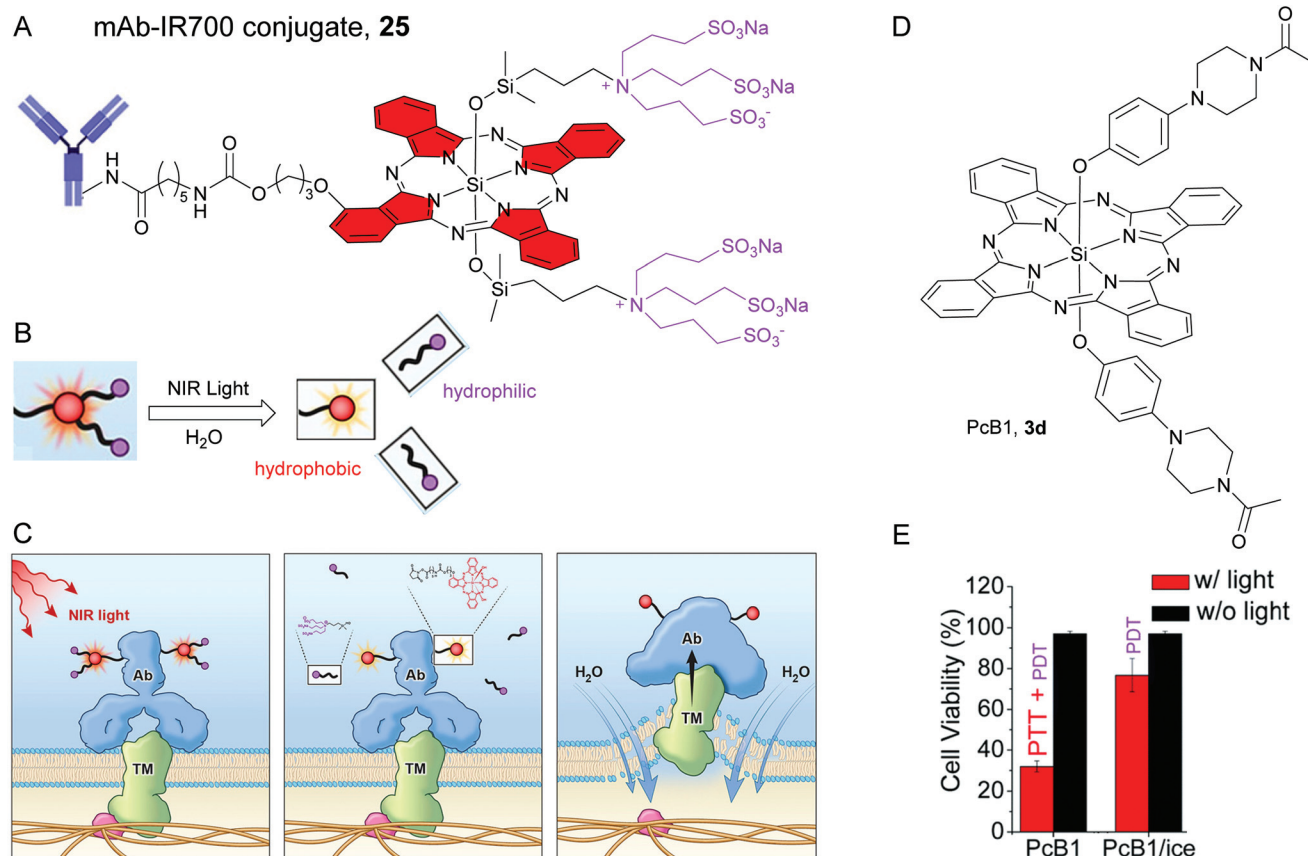 A
mAb-IR700 conjugate, 25
SO3Na
SO3Na
SO3-
N
+
Si
O
H
N
O
( )5
N
H
O
O
( )3
O
N
N
N
N
N
N
N
N
Si
O
Si
N
+
SO3Na
SO3Na
SO3-
B
NIR Light
H2O
hydrophilic
hydrophobic
C
NIR light
Ab
TM
Ab
TM
Ab
TM
H2O
H2O
D
O
N
N
O
N
N
N
N
N
N
N
N
Si
O
N
N
O
PcB1, 3d
E
Cell Viability (%)
120
100
80
60
40
20
0
w/ light
w/o light
PTT + PDT
PDT
PcB1
PcB1/ice